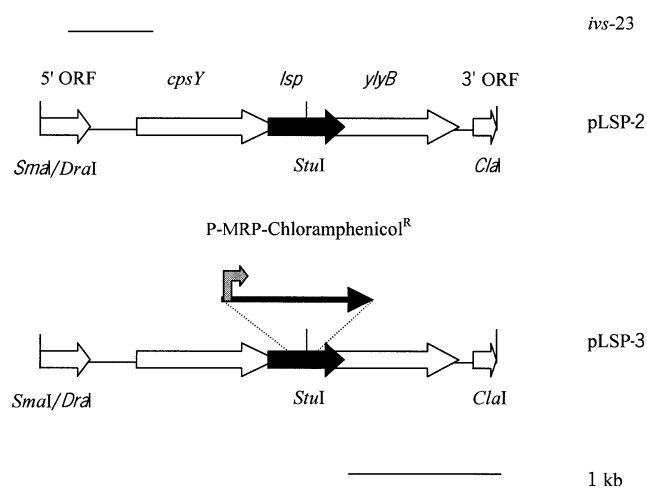 ivs-23
5' ORF cpsY lsp ylyB 3' ORF
pLSP-2
SmaI/DraI StuI ClaI
P-MRP-Chloramphenicol^R
pLSP-3
SmaI/DraI StuI ClaI
1 kb